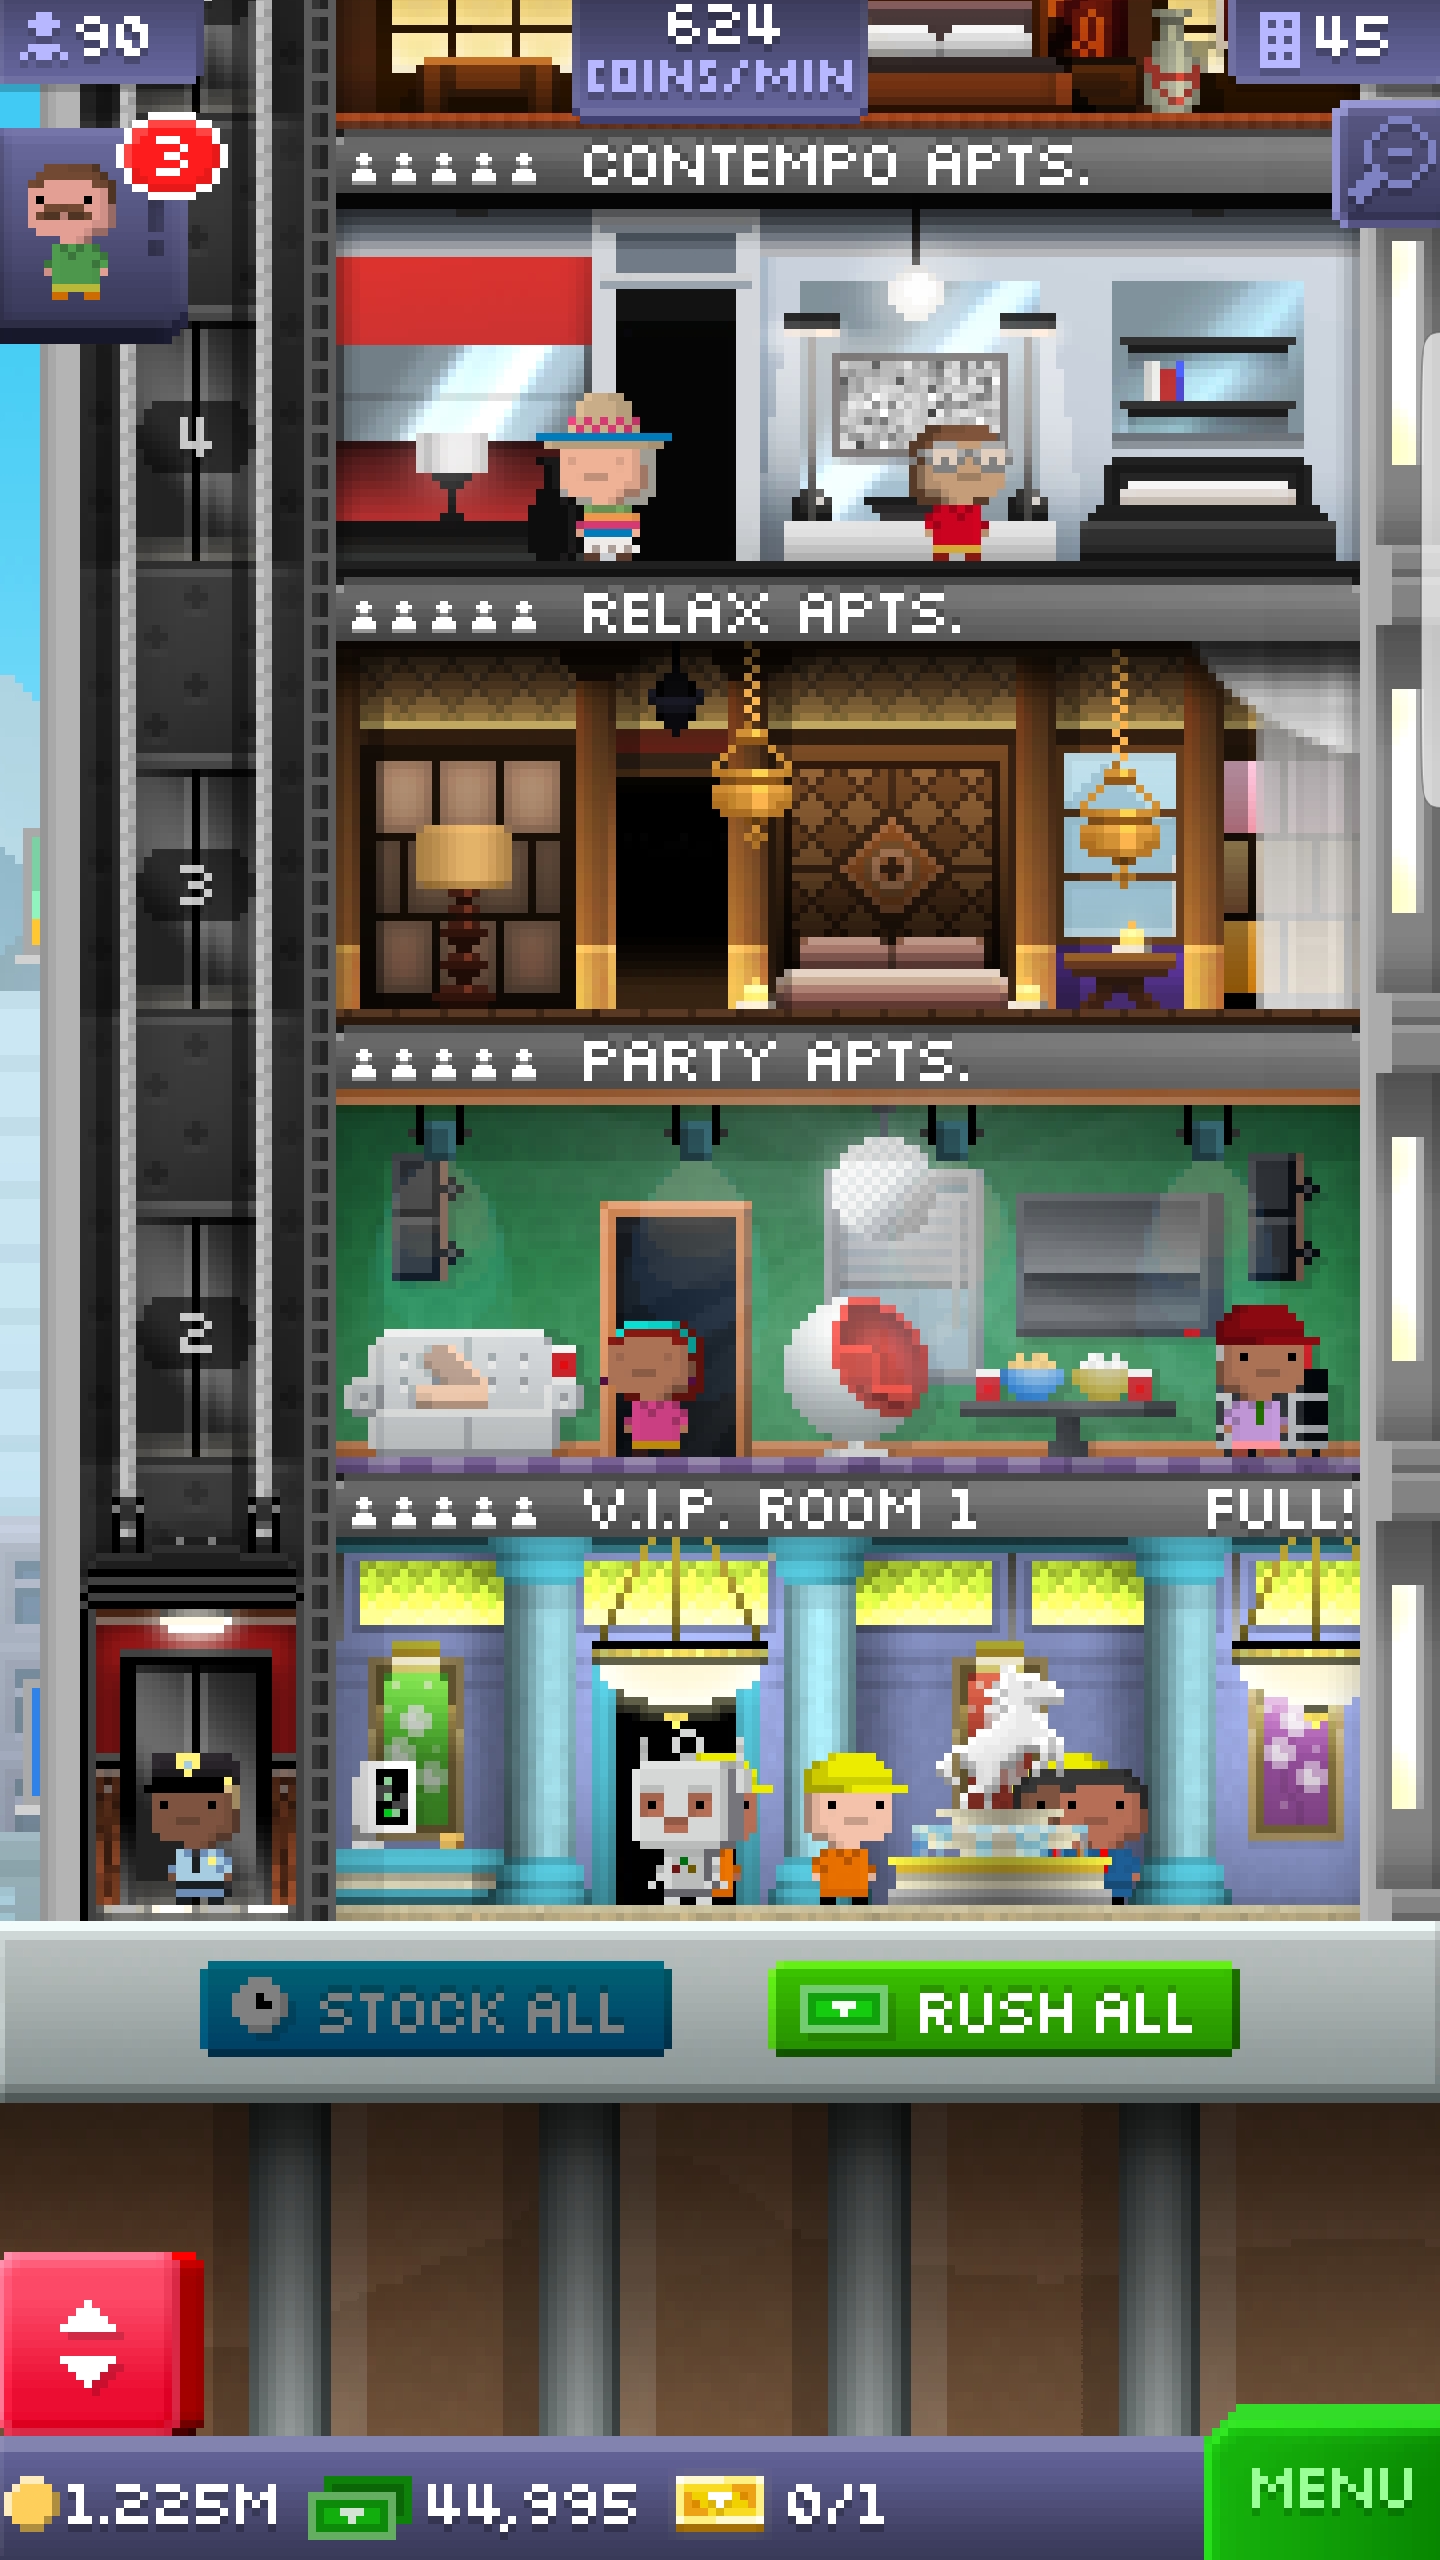 90
624
COINS/MIN
45
3
!
CONTEMPO APTS.
4
RELAX APTS.
3
PARTY APTS.
2
V.I.P. ROOM 1 FULL!
STOCK ALL
RUSH ALL
1.225M 44,995 0/1
MENU